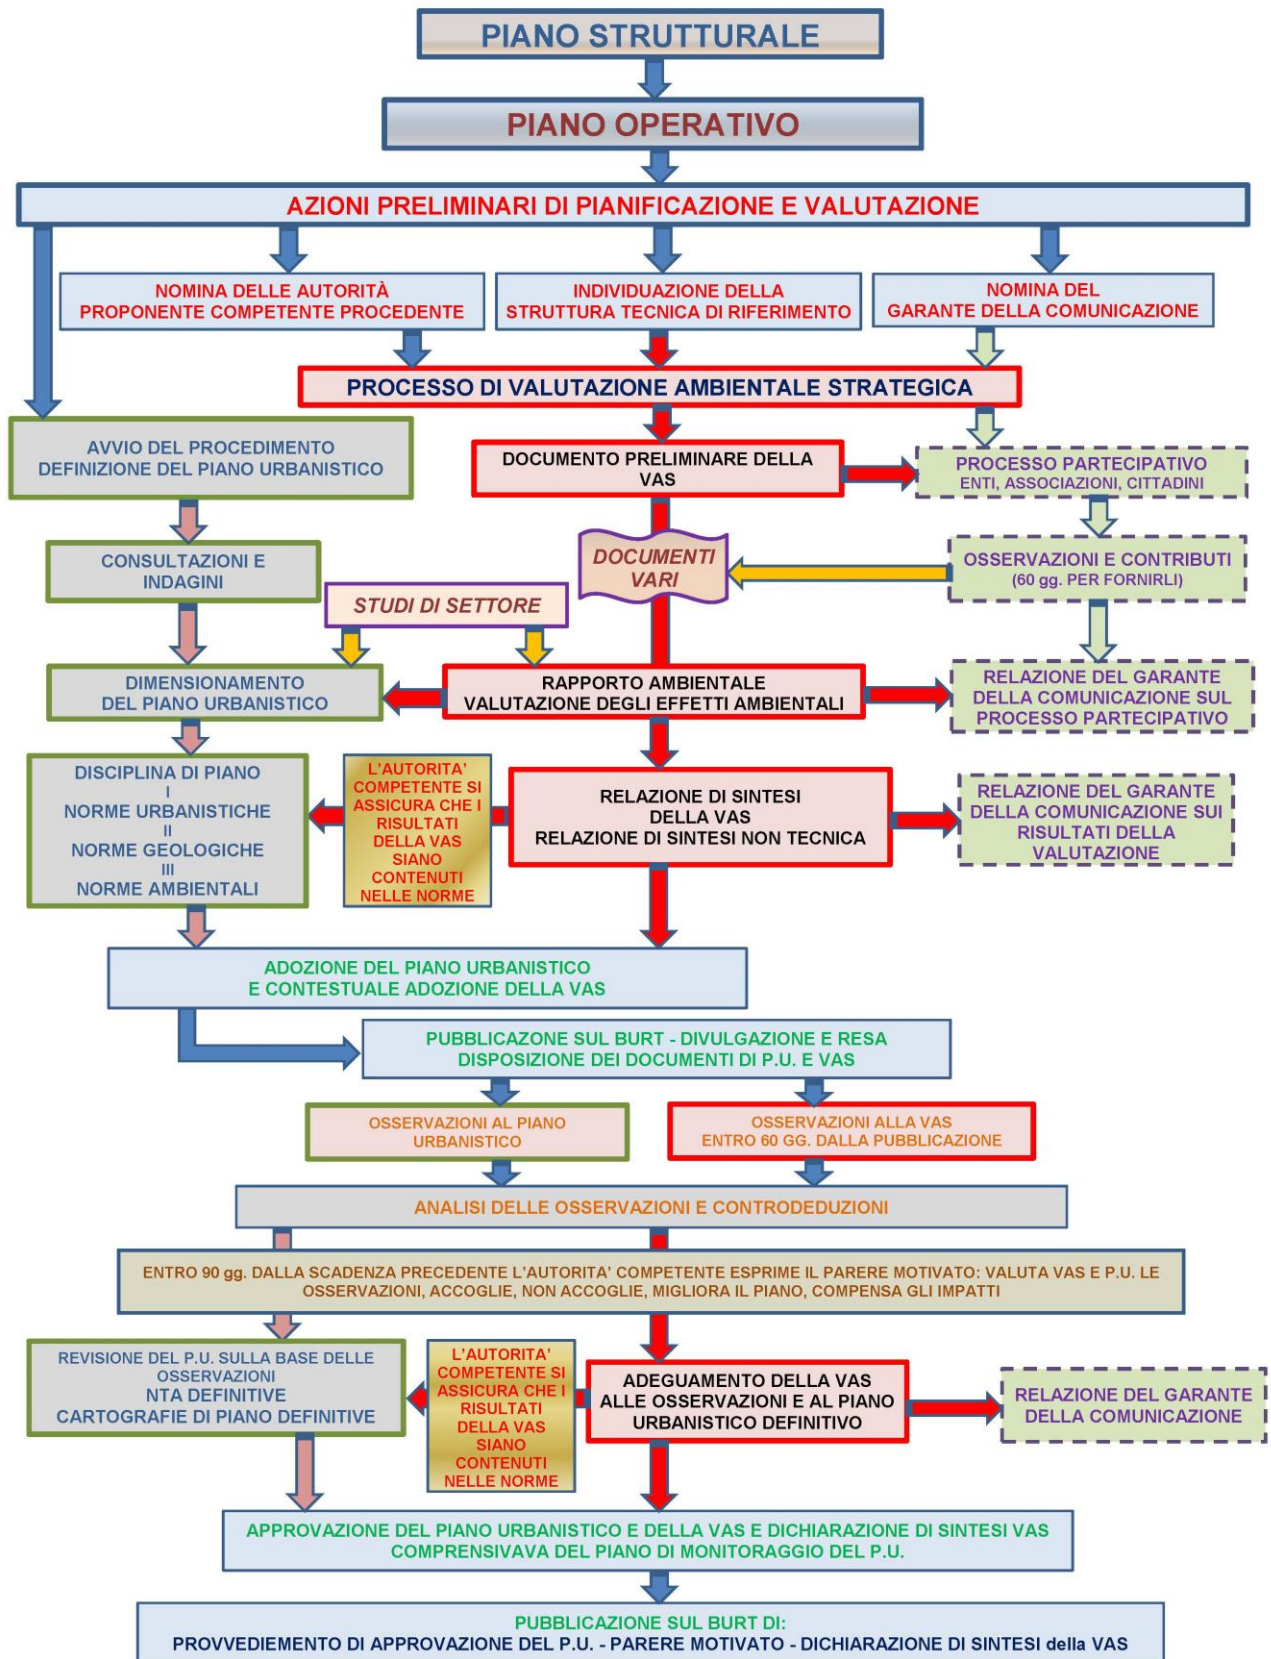 PIANO STRUTTURALE
PIANO OPERATIVO
AZIONI PRELIMINARI DI PIANIFICAZIONE E VALUTAZIONE
NOMINA DELLE AUTORITÀ
PROPONENTE COMPETENTE PROCEDENTE
INDIVIDUAZIONE DELLA
STRUTTURA TECNICA DI RIFERIMENTO
NOMINA DEL
GARANTE DELLA COMUNICAZIONE
PROCESSO DI VALUTAZIONE AMBIENTALE STRATEGICA
AVVIO DEL PROCEDIMENTO
DEFINIZIONE DEL PIANO URBANISTICO
DOCUMENTO PRELIMINARE DELLA
VAS
PROCESSO PARTECIPATIVO
ENTI, ASSOCIAZIONI, CITTADINI
CONSULTAZIONI E
INDAGINI
DOCUMENTI
VARI
OSSERVAZIONI E CONTRIBUTI
(60 gg. PER FORNIRLI)
STUDI DI SETTORE
DIMENSIONAMENTO
DEL PIANO URBANISTICO
RAPPORTO AMBIENTALE
VALUTAZIONE DEGLI EFFETTI AMBIENTALI
RELAZIONE DEL GARANTE
DELLA COMUNICAZIONE SUL
PROCESSO PARTECIPATIVO
DISCIPLINA DI PIANO
I
NORME URBANISTICHE
II
NORME GEOLOGICHE
III
NORME AMBIENTALI
L'AUTORITA'
COMPETENTE SI
ASSICURA CHE I
RISULTATI
DELLA VAS
SIANO
CONTENUTI
NELLE NORME
RELAZIONE DI SINTESI
DELLA VAS
RELAZIONE DI SINTESI NON TECNICA
RELAZIONE DEL GARANTE
DELLA COMUNICAZIONE SUI
RISULTATI DELLA
VALUTAZIONE
ADOZIONE DEL PIANO URBANISTICO
E CONTESTUALE ADOZIONE DELLA VAS
PUBBLICAZONE SUL BURT - DIVULGAZIONE E RESA
DISPOSIZIONE DEI DOCUMENTI DI P.U. E VAS
OSSERVAZIONI AL PIANO
URBANISTICO
OSSERVAZIONI ALLA VAS
ENTRO 60 GG. DALLA PUBBLICAZIONE
ANALISI DELLE OSSERVAZIONI E CONTRODEDUZIONI
ENTRO 90 gg. DALLA SCADENZA PRECEDENTE L'AUTORITA' COMPETENTE ESPRIME IL PARERE MOTIVATO: VALUTA VAS E P.U. LE
OSSERVAZIONI, ACCOGLIE, NON ACCOGLIE, MIGLIORA IL PIANO, COMPENSA GLI IMPATTI
REVISIONE DEL P.U. SULLA BASE DELLE
OSSERVAZIONI
NTA DEFINITIVE
CARTOGRAFIE DI PIANO DEFINITIVE
L'AUTORITA'
COMPETENTE SI
ASSICURA CHE I
RISULTATI
DELLA VAS
SIANO
CONTENUTI
NELLE NORME
ADEGUAMENTO DELLA VAS
ALLE OSSERVAZIONI E AL PIANO
URBANISTICO DEFINITIVO
RELAZIONE DEL GARANTE
DELLA COMUNICAZIONE
APPROVAZIONE DEL PIANO URBANISTICO E DELLA VAS E DICHIARAZIONE DI SINTESI VAS
COMPRENSIVAVA DEL PIANO DI MONITORAGGIO DEL P.U.
PUBBLICAZIONE SUL BURT DI:
PROVVEDIEMENTO DI APPROVAZIONE DEL P.U. - PARERE MOTIVATO - DICHIARAZIONE DI SINTESI della VAS